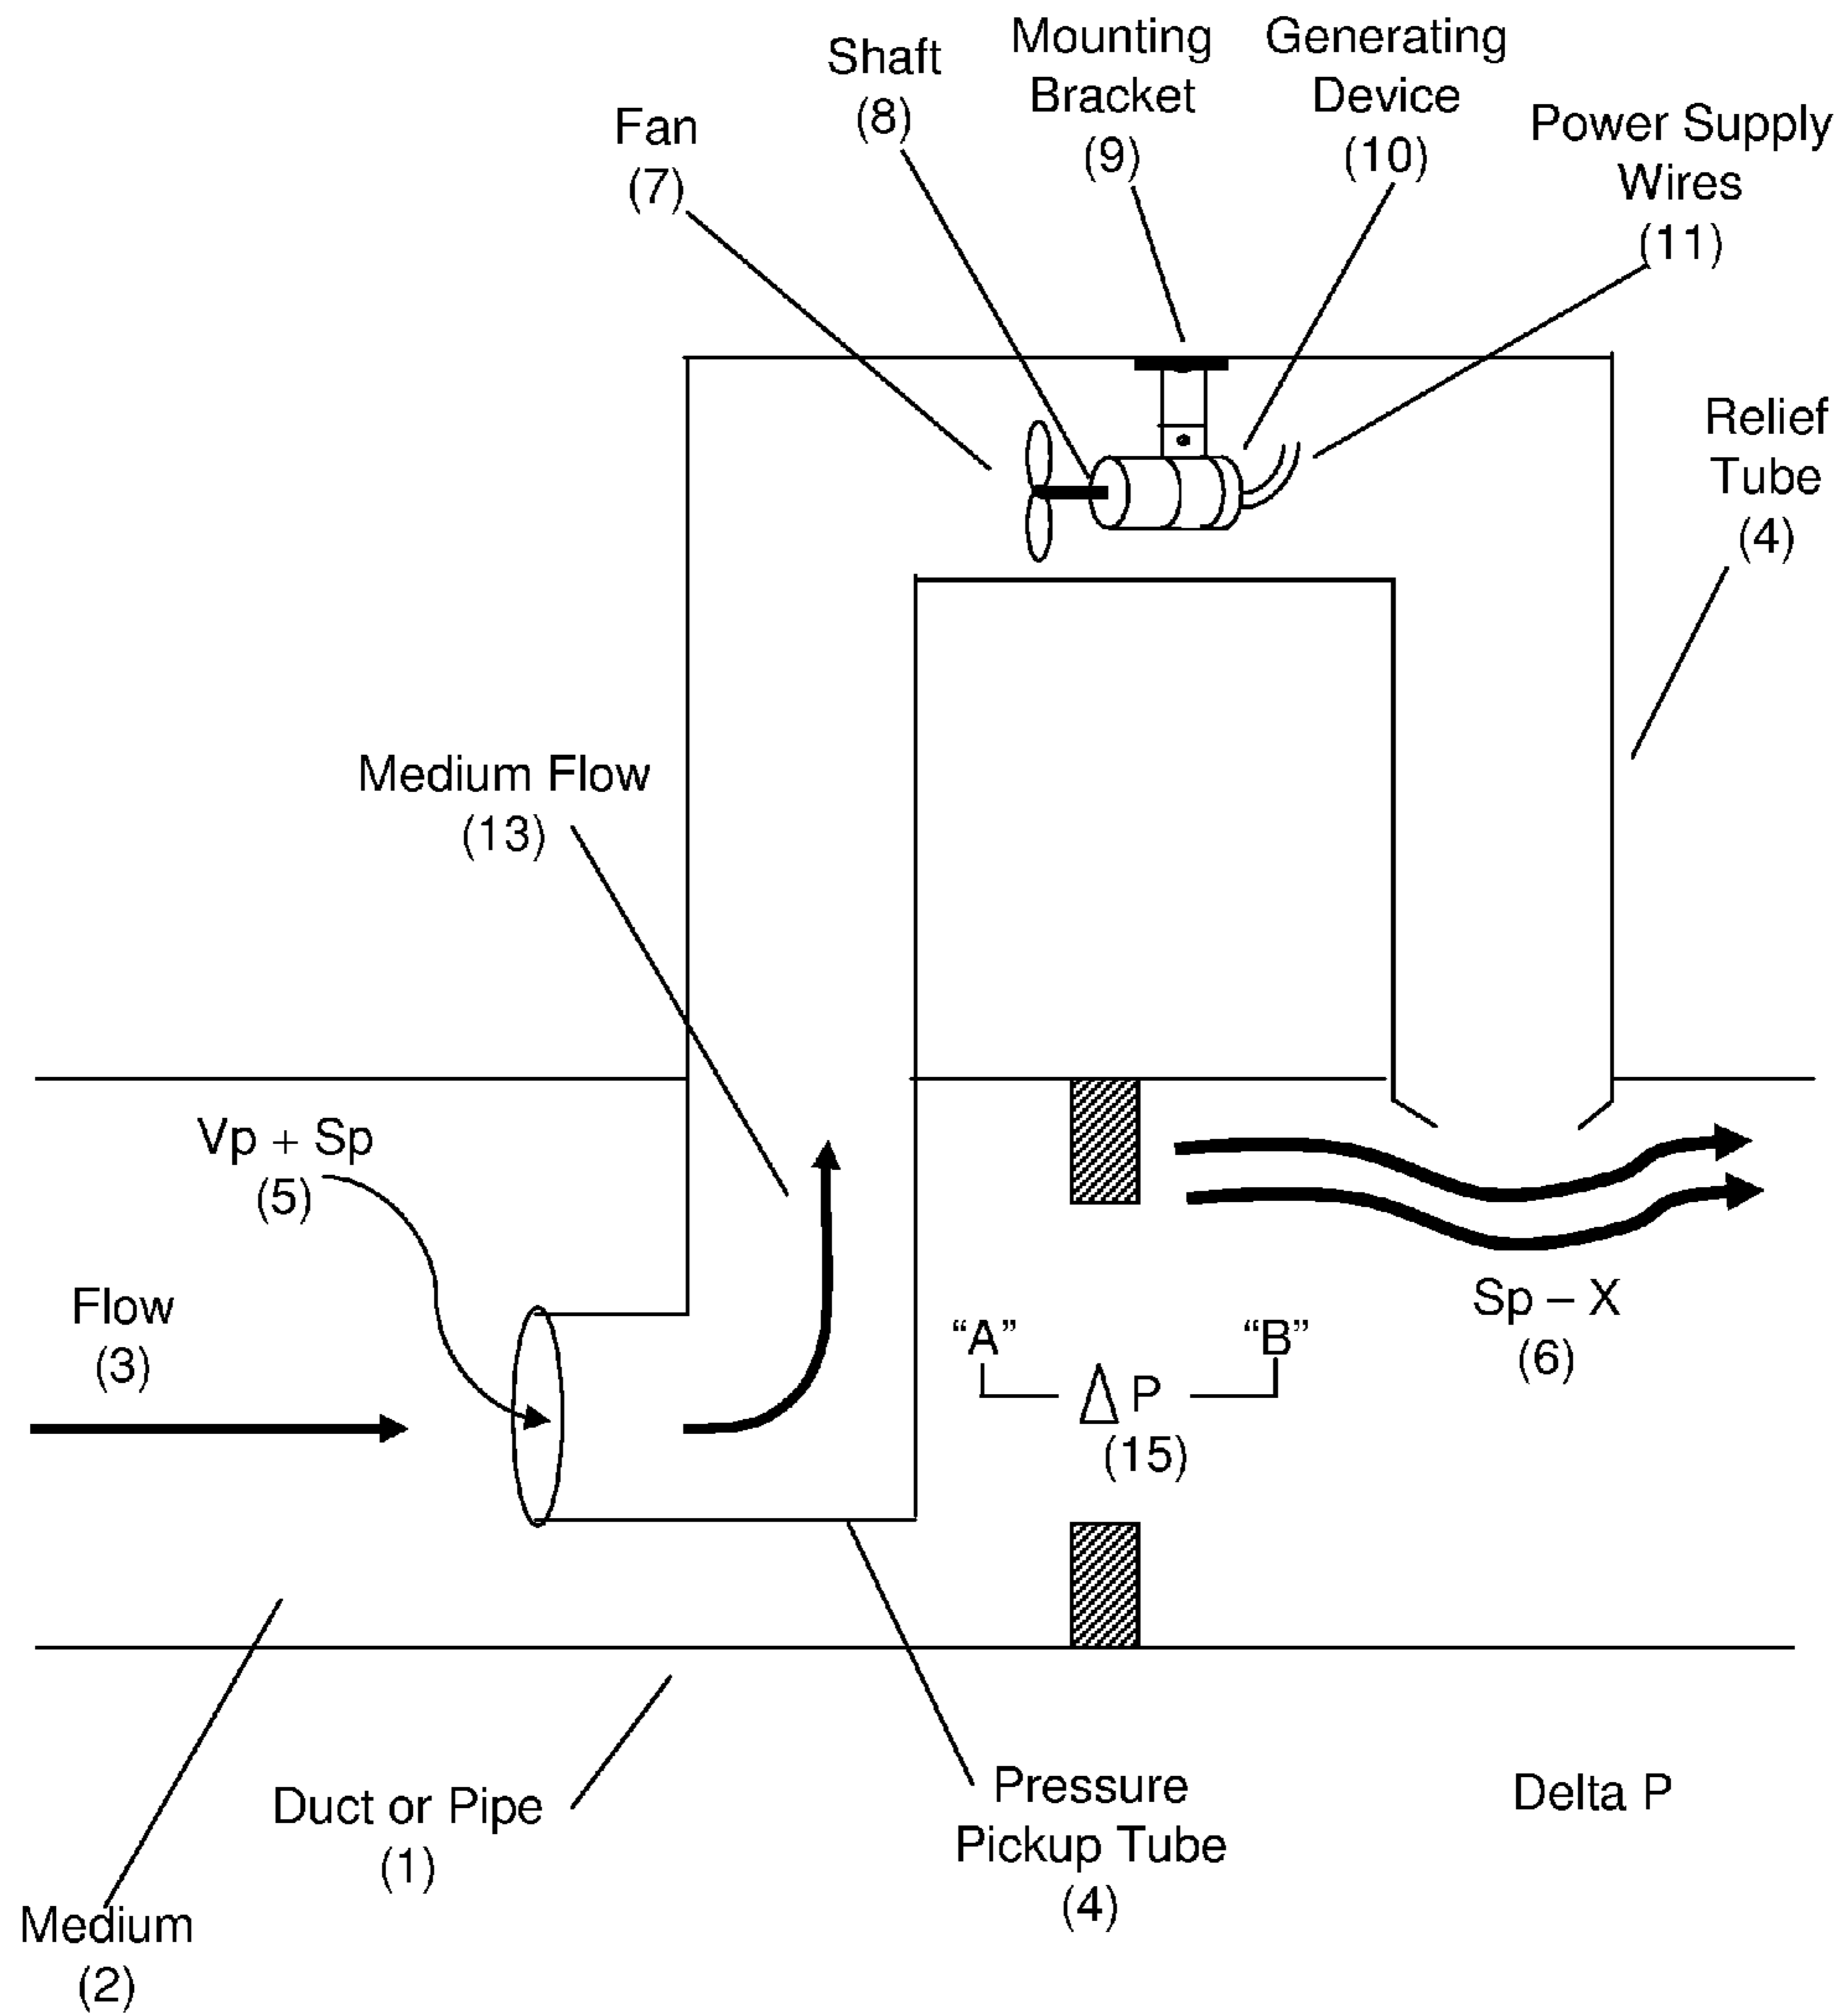 Shaft
(8)
Mounting
Bracket
(9)
Generating
Device
(10)
Fan
(7)
Power Supply
Wires
(11)
Relief
Tube
(4)
Medium Flow
(13)
Vp + Sp
(5)
Flow
(3)
Sp – X
(6)
“A”
“B”
△ P
(15)
Duct or Pipe
(1)
Pressure
Pickup Tube
(4)
Delta P
Medium
(2)